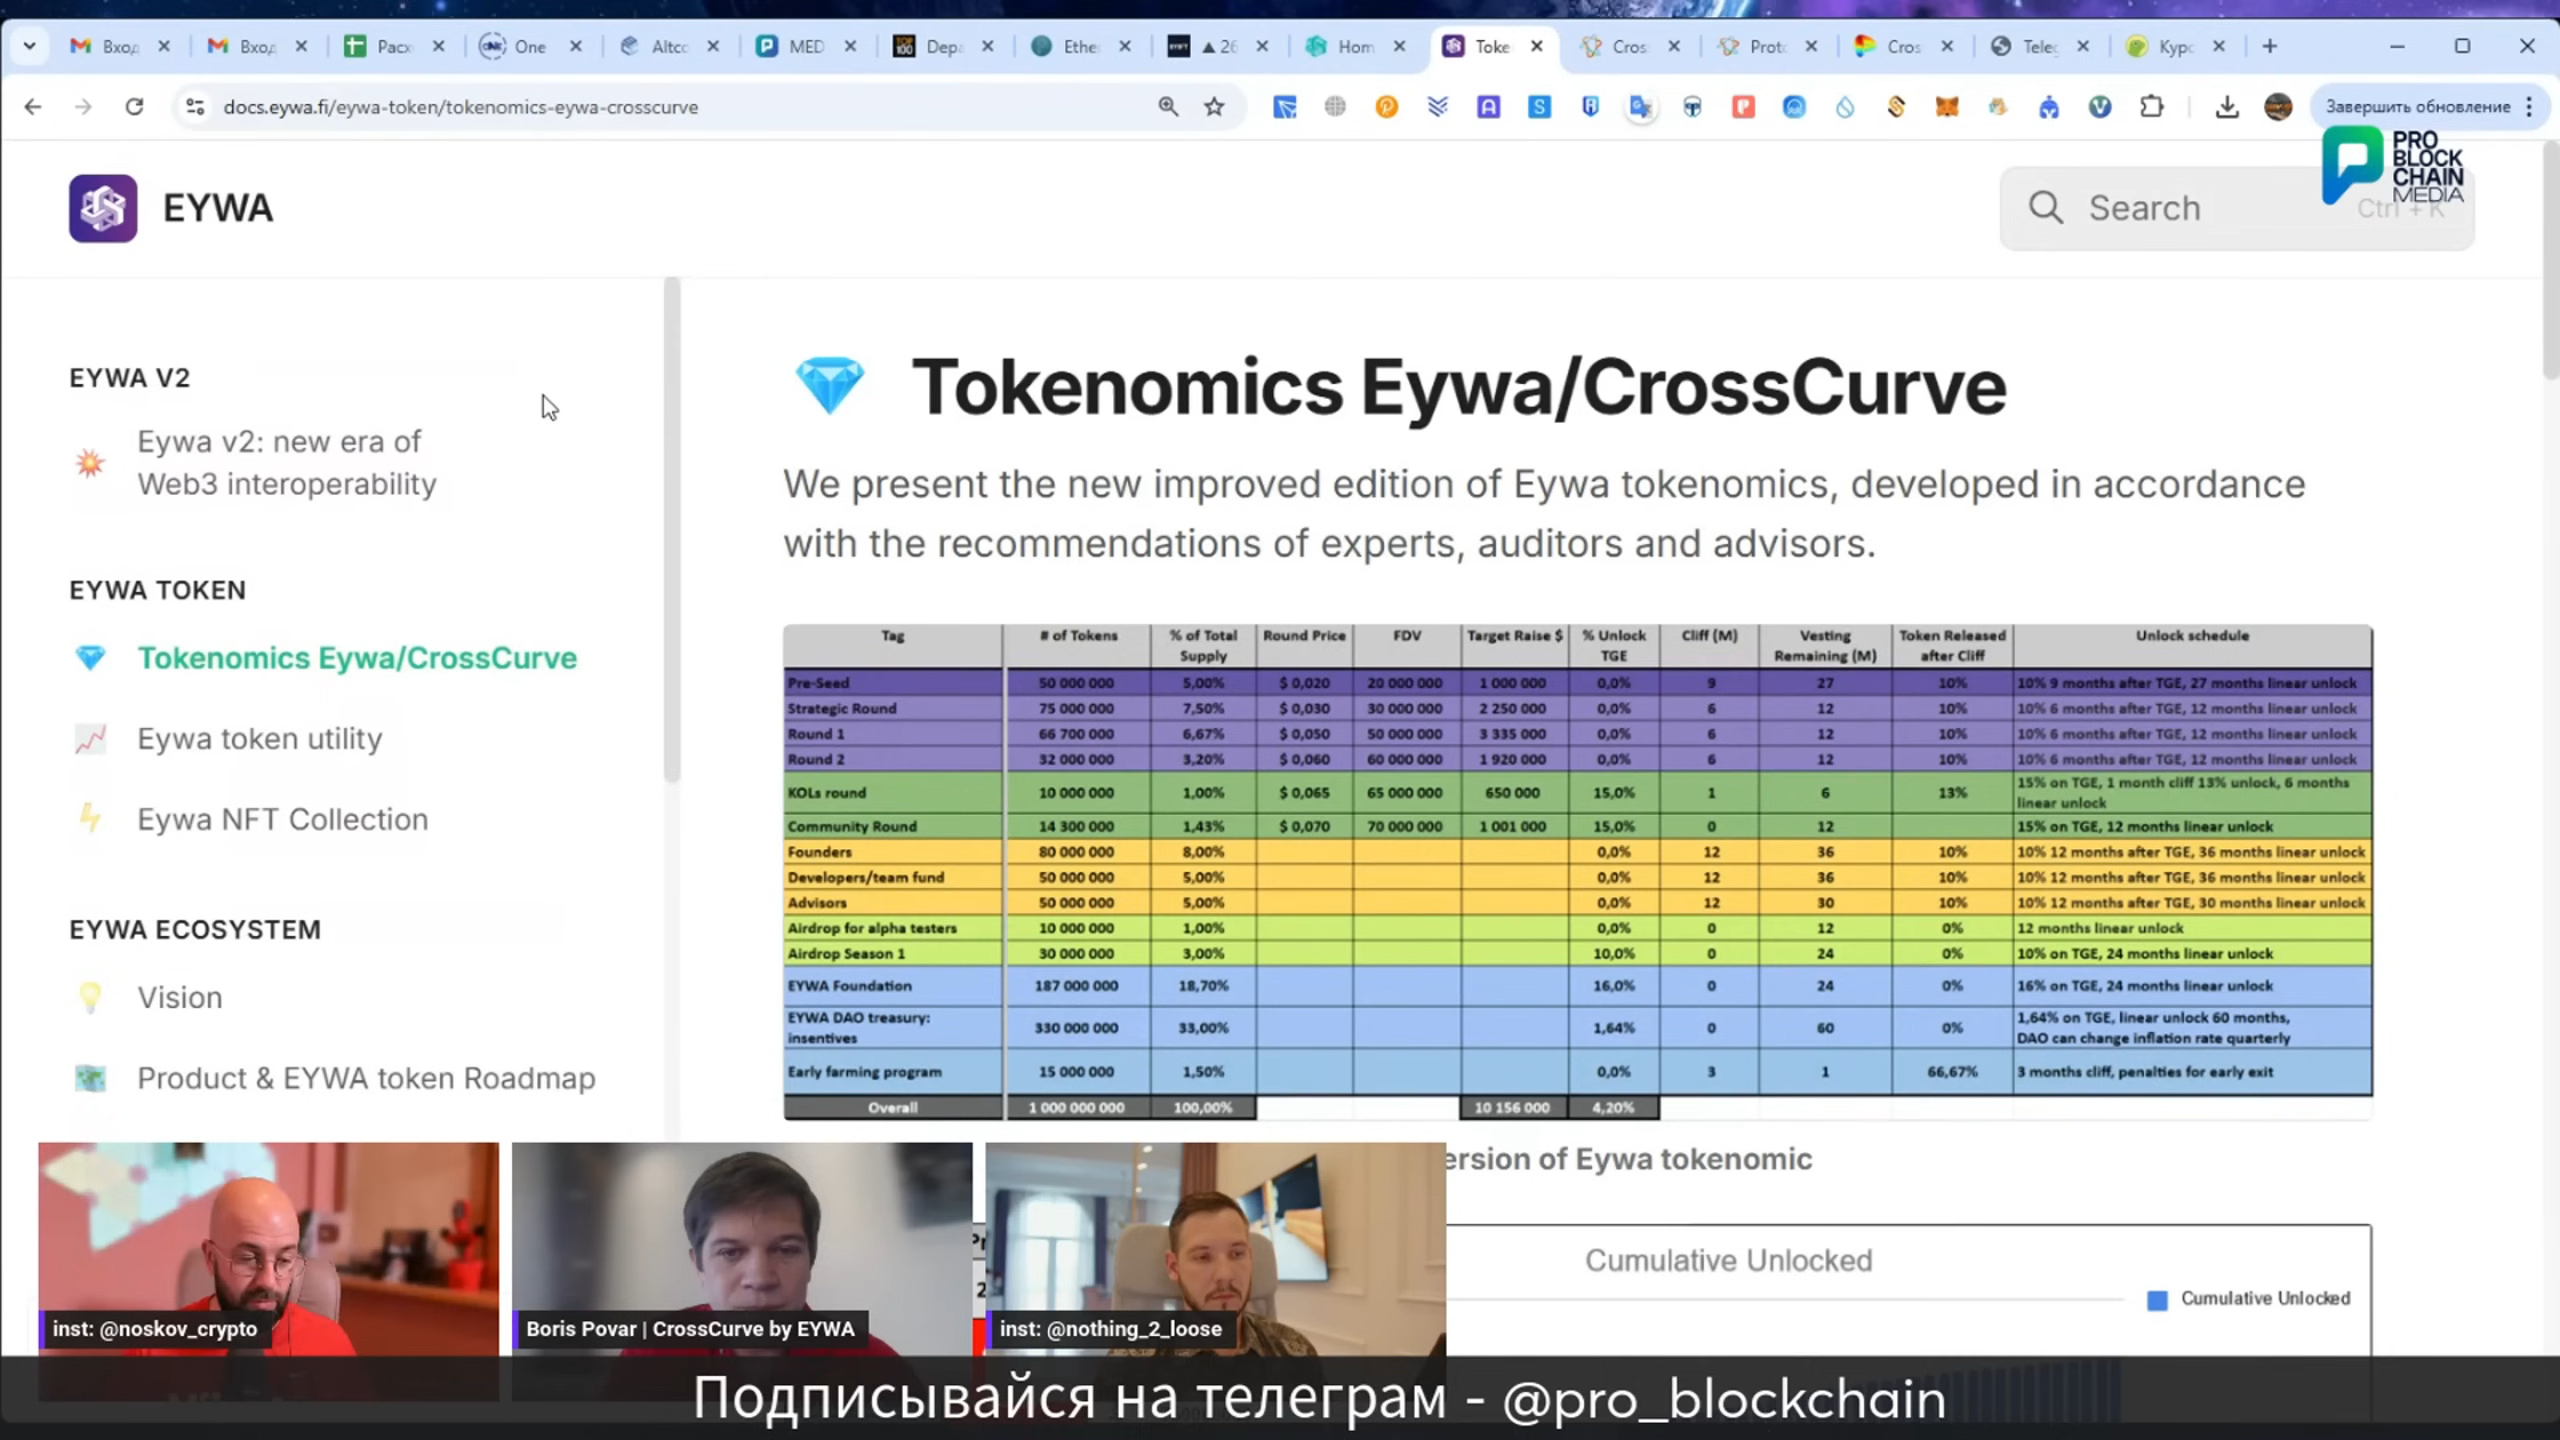 Вход
Вход
Расх
One
Altco
MED
Depa
Ethe
▲ 26
Hom
Toke
Cros
Proto
Cros
Teleg
Курс
docs.eywa.fi/eywa-token/tokenomics-eywa-crosscurve
Завершить обновление
PRO
BLOCK
CHAIN
MEDIA
EYWA
Search
Ctrl + K
EYWA V2
Eywa v2: new era of
Web3 interoperability
EYWA TOKEN
Tokenomics Eywa/CrossCurve
Eywa token utility
Eywa NFT Collection
EYWA ECOSYSTEM
Vision
Product & EYWA token Roadmap
Tokenomics Eywa/CrossCurve
We present the new improved edition of Eywa tokenomics, developed in accordance
with the recommendations of experts, auditors and advisors.
Tag # of Tokens % of Total Supply Round Price FDV Target Raise $ % Unlock TGE Cliff (M) Vesting Remaining (M) Token Released after Cliff Unlock schedule
Pre-Seed 50 000 000 5,00% $ 0,020 20 000 000 1 000 000 0,0% 9 27 10% 10% 9 months after TGE, 27 months linear unlock
Strategic Round 75 000 000 7,50% $ 0,030 30 000 000 2 250 000 0,0% 6 12 10% 10% 6 months after TGE, 12 months linear unlock
Round 1 66 700 000 6,67% $ 0,050 50 000 000 3 335 000 0,0% 6 12 10% 10% 6 months after TGE, 12 months linear unlock
Round 2 32 000 000 3,20% $ 0,060 60 000 000 1 920 000 0,0% 6 12 10% 10% 6 months after TGE, 12 months linear unlock
KOLs round 10 000 000 1,00% $ 0,065 65 000 000 650 000 15,0% 1 6 13% 15% on TGE, 1 month cliff 13% unlock, 6 months linear unlock
Community Round 14 300 000 1,43% $ 0,070 70 000 000 1 001 000 15,0% 0 12 15% on TGE, 12 months linear unlock
Founders 80 000 000 8,00% 0,0% 12 36 10% 10% 12 months after TGE, 36 months linear unlock
Developers/team fund 50 000 000 5,00% 0,0% 12 36 10% 10% 12 months after TGE, 36 months linear unlock
Advisors 50 000 000 5,00% 0,0% 12 30 10% 10% 12 months after TGE, 30 months linear unlock
Airdrop for alpha testers 10 000 000 1,00% 0,0% 0 12 0% 12 months linear unlock
Airdrop Season 1 30 000 000 3,00% 10,0% 0 24 0% 10% on TGE, 24 months linear unlock
EYWA Foundation 187 000 000 18,70% 16,0% 0 24 0% 16% on TGE, 24 months linear unlock
EYWA DAO treasury: insentives 330 000 000 33,00% 1,64% 0 60 0% 1,64% on TGE, linear unlock 60 months, DAO can change inflation rate quarterly
Early farming program 15 000 000 1,50% 0,0% 3 1 66,67% 3 months cliff, penalties for early exit
Overall 1 000 000 000 100,00% 10 156 000 4,20%
ersion of Eywa tokenomic
Cumulative Unlocked
Cumulative Unlocked
inst: @noskov_crypto
Boris Povar | CrossCurve by EYWA
inst: @nothing_2_loose
Подписывайся на телеграм - @pro_blockchain